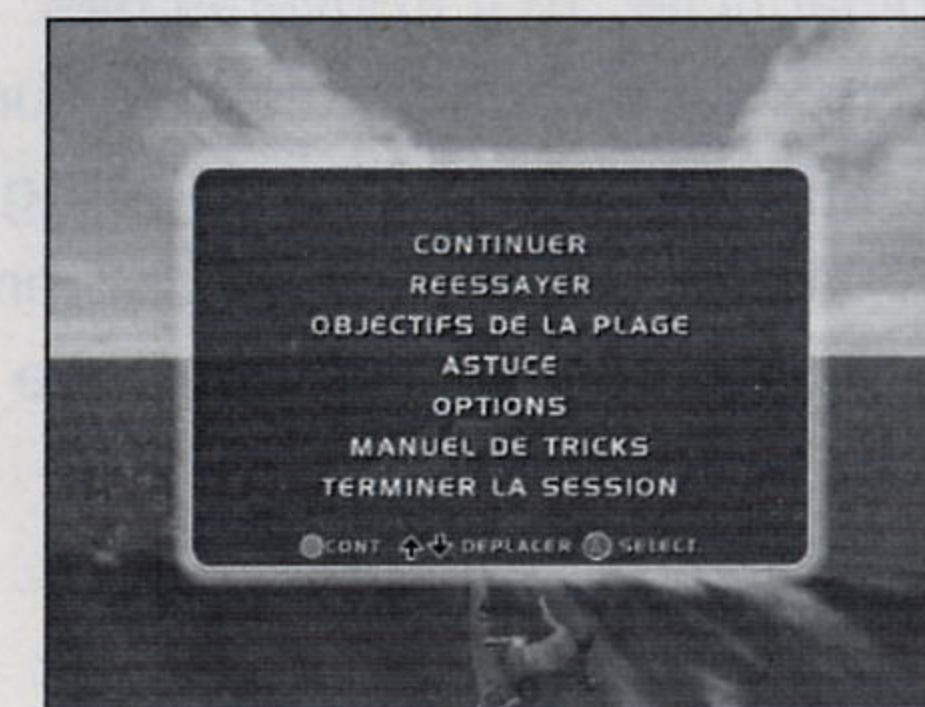 CONTINUER
REESSAYER
OBJECTIFS DE LA PLAGE
ASTUCE
OPTIONS
MANUEL DE TRICKS
TERMINER LA SESSION
CONT DEPLACER SELECT.